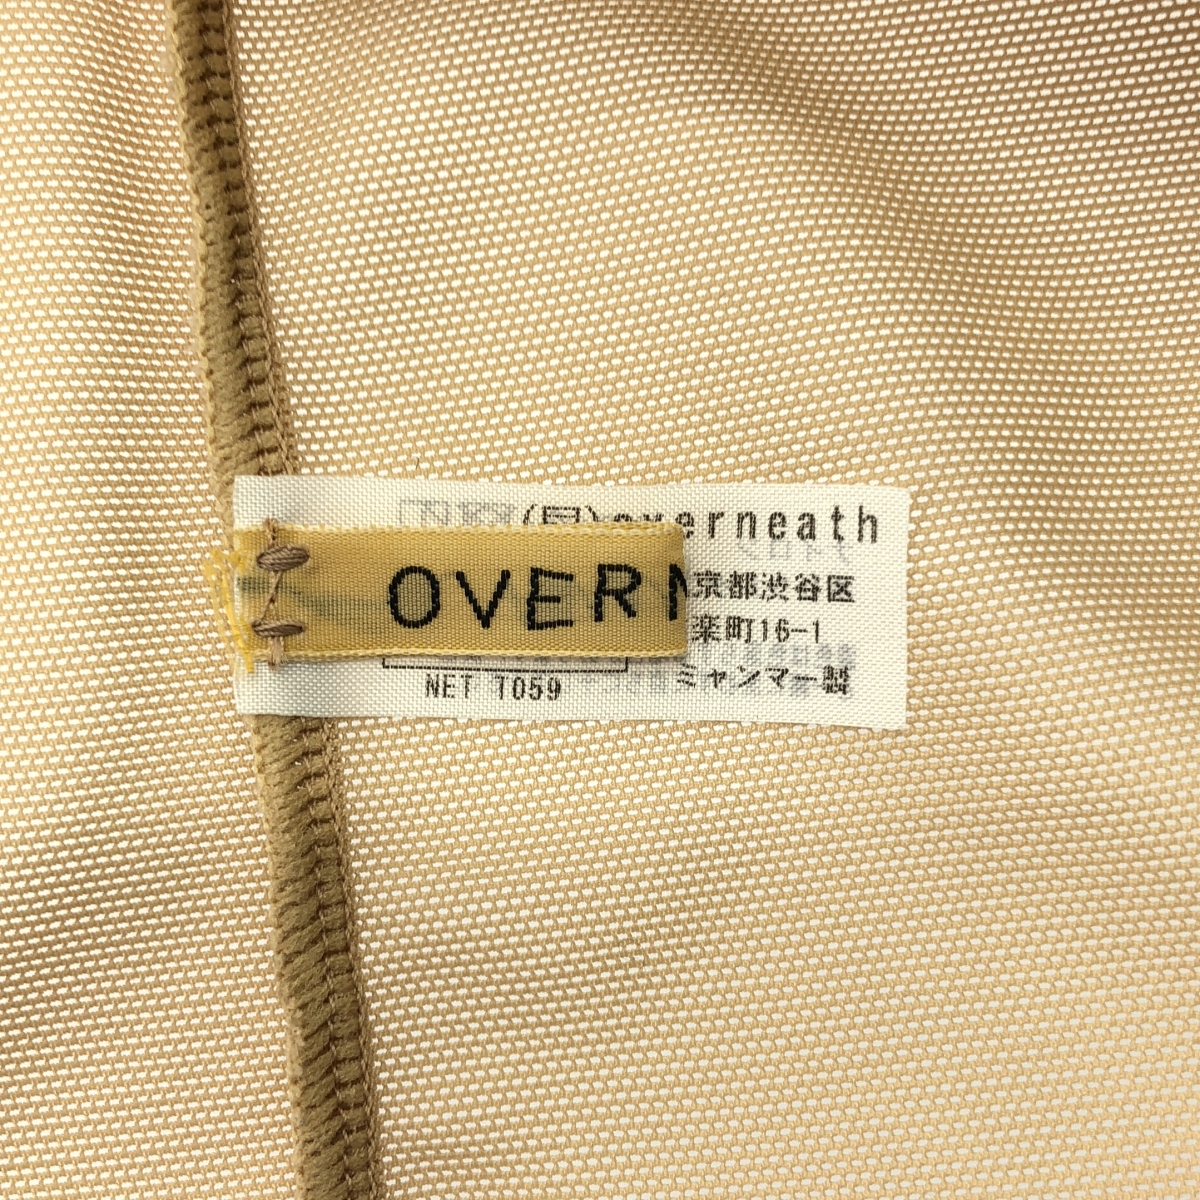 overneath
OVERN
京都渋谷区
楽町16-1
NET T059
ミャンマー製